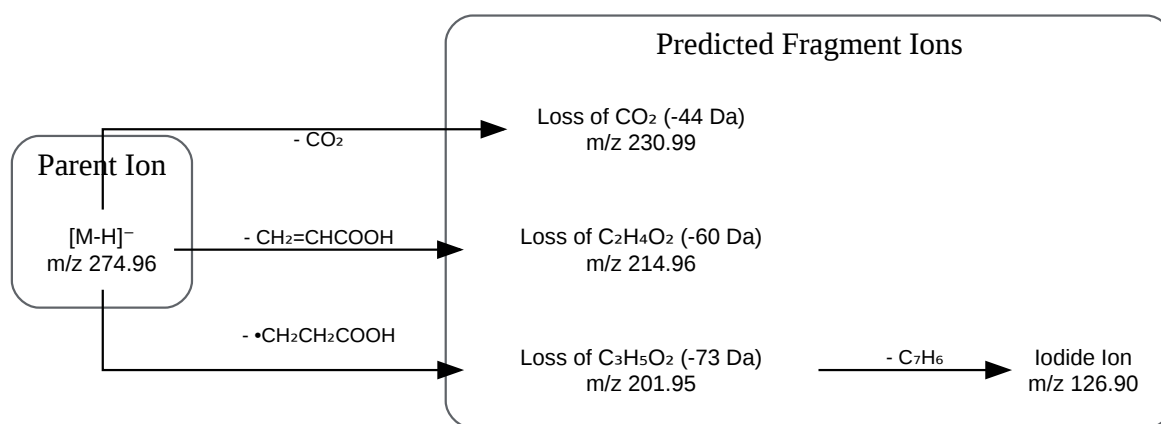 Predicted Fragment Ions
Parent Ion
[M-H]⁻
m/z 274.96
- CO₂
Loss of CO₂ (-44 Da)
m/z 230.99
- CH₂=CHCOOH
Loss of C₂H₄O₂ (-60 Da)
m/z 214.96
- •CH₂CH₂COOH
Loss of C₃H₅O₂ (-73 Da)
m/z 201.95
- C₇H₆
Iodide Ion
m/z 126.90